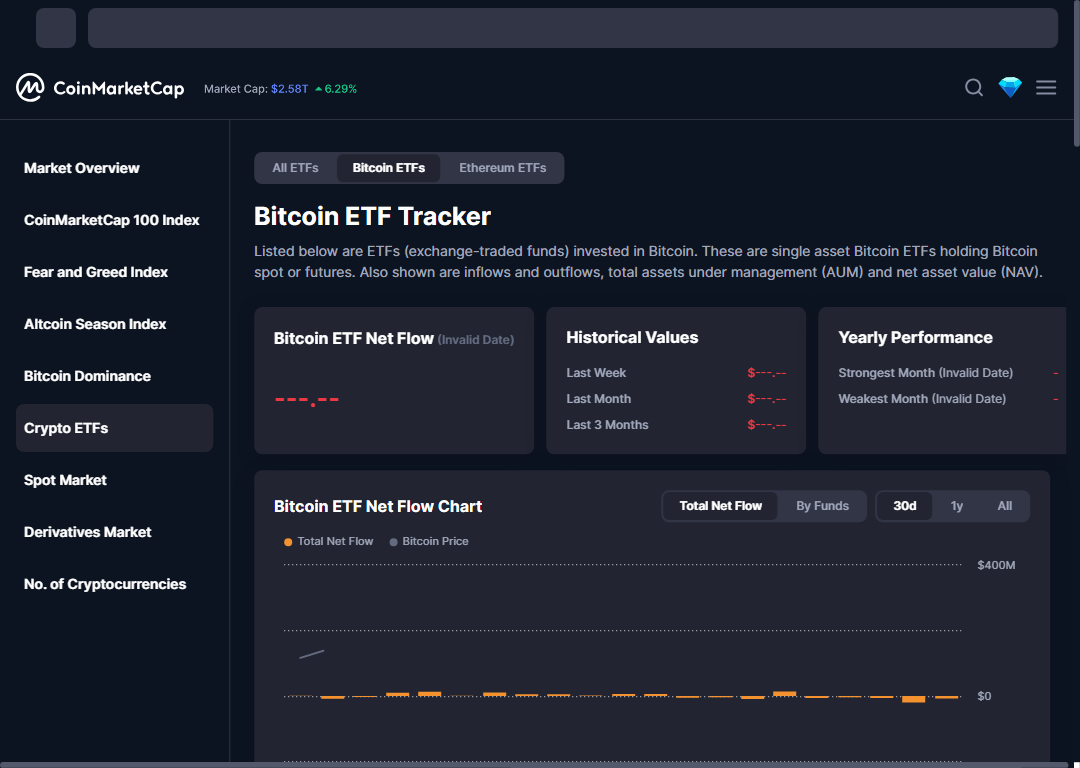 CoinMarketCap
Market Cap: $2.58T 6.29%
Market Overview
CoinMarketCap 100 Index
Fear and Greed Index
Altcoin Season Index
Bitcoin Dominance
Crypto ETFs
Spot Market
Derivatives Market
No. of Cryptocurrencies
All ETFs
Bitcoin ETFs
Ethereum ETFs
Bitcoin ETF Tracker
Listed below are ETFs (exchange-traded funds) invested in Bitcoin. These are single asset Bitcoin ETFs holding Bitcoin
spot or futures. Also shown are inflows and outflows, total assets under management (AUM) and net asset value (NAV).
Bitcoin ETF Net Flow (Invalid Date)
---.--
Historical Values
Last Week $---.--
Last Month $---.--
Last 3 Months $---.--
Yearly Performance
Strongest Month (Invalid Date) -
Weakest Month (Invalid Date) -
Bitcoin ETF Net Flow Chart
Total Net Flow
By Funds
30d
1y
All
Total Net Flow
Bitcoin Price
$400M
$0